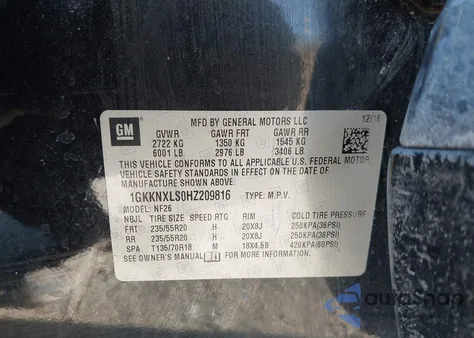 GM
MFD BY GENERAL MOTORS LLC
12/16
GVWR GAWR FRT GAWR RR
2722 KG 1350 KG 1545 KG
6001 LB 2976 LB 3406 LB
THIS VEHICLE CONFORMS TO ALL APPLICABLE U.S. FEDERAL MOTOR
VEHICLE SAFETY STANDARDS IN EFFECT ON THE DATE OF
MANUFACTURE SHOWN ABOVE.
1GKKNXLS0HZ209816 TYPE: M.P.V.
MODEL: NF26
NBJL TIRE SIZE SPEED RTG RIM COLD TIRE PRESSURE
FRT 235/55R20 H 20X8J 250KPA(36PSI)
RR 235/55R20 H 20X8J 250KPA(36PSI)
SPA T135/70R18 M 18X4.5B 420KPA(60PSI)
SEE OWNER'S MANUAL FOR ADDITIONAL INFORMATION.
AutoSnap